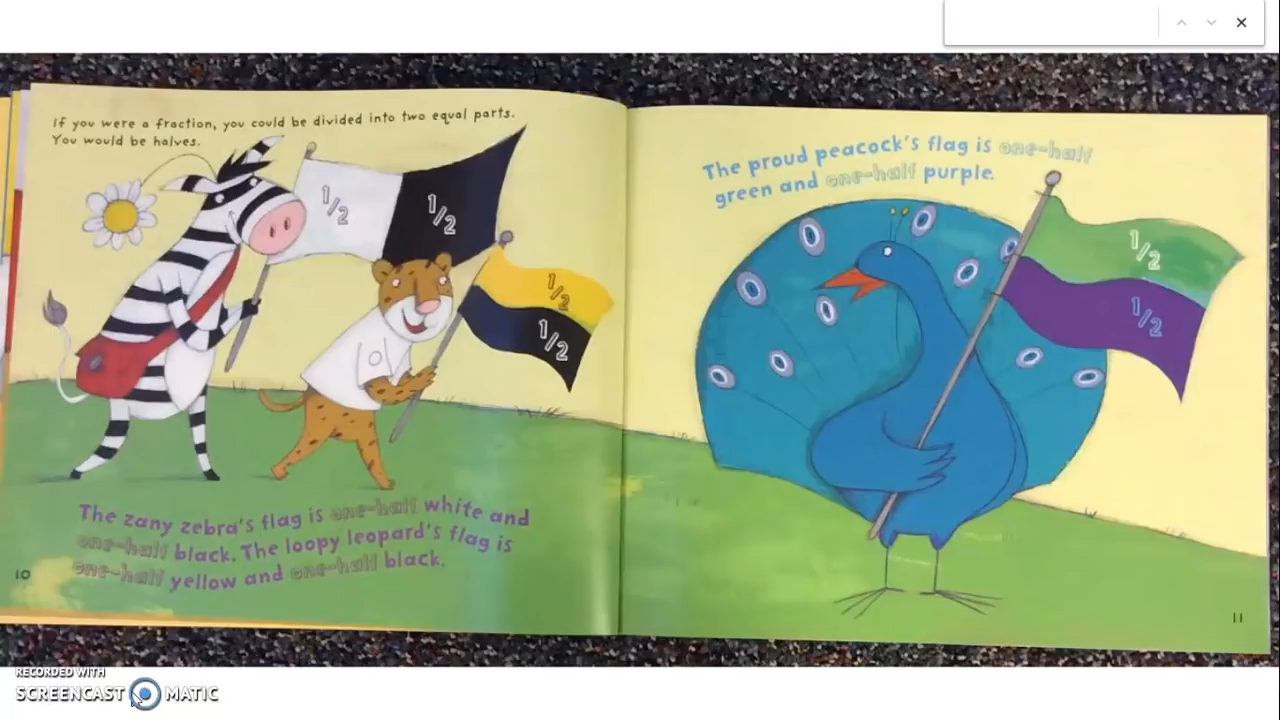 If you were a fraction, you could be divided into two equal parts.
You would be halves.
1/2
1/2
1/2
1/2
The zany zebra's flag is one-half white and
one-half black. The loopy leopard's flag is
one-half yellow and one-half black.
10
The proud peacock's flag is one-half
green and one-half purple.
1/2
1/2
11
RECORDED WITH
SCREENCAST MATIC